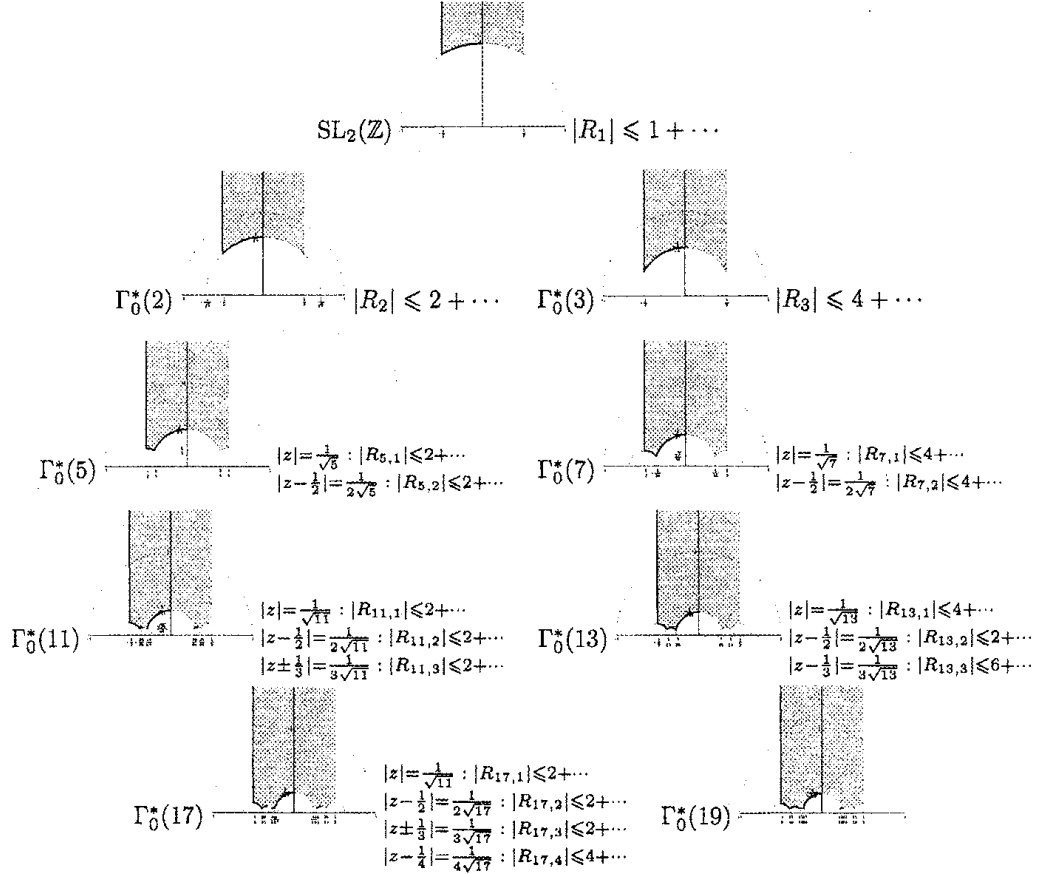 SL₂(ℤ) |R₁| ⩽ 1 + ⋯
Γ₀*(2) |R₂| ⩽ 2 + ⋯
Γ₀*(3) |R₃| ⩽ 4 + ⋯
Γ₀*(5)
|z|=1/√5 : |R₅,₁|⩽2+⋯
|z−1/2|=1/(2√5) : |R₅,₂|⩽2+⋯
Γ₀*(7)
|z|=1/√7 : |R₇,₁|⩽4+⋯
|z−1/2|=1/(2√7) : |R₇,₂|⩽4+⋯
Γ₀*(11)
|z|=1/√11 : |R₁₁,₁|⩽2+⋯
|z−1/2|=1/(2√11) : |R₁₁,₂|⩽2+⋯
|z±1/3|=1/(3√11) : |R₁₁,₃|⩽2+⋯
Γ₀*(13)
|z|=1/√13 : |R₁₃,₁|⩽4+⋯
|z−1/2|=1/(2√13) : |R₁₃,₂|⩽2+⋯
|z−1/3|=1/(3√13) : |R₁₃,₃|⩽6+⋯
Γ₀*(17)
|z|=1/√11 : |R₁₇,₁|⩽2+⋯
|z−1/2|=1/(2√17) : |R₁₇,₂|⩽2+⋯
|z±1/3|=1/(3√17) : |R₁₇,₃|⩽2+⋯
|z−1/4|=1/(4√17) : |R₁₇,₄|⩽4+⋯
Γ₀*(19)